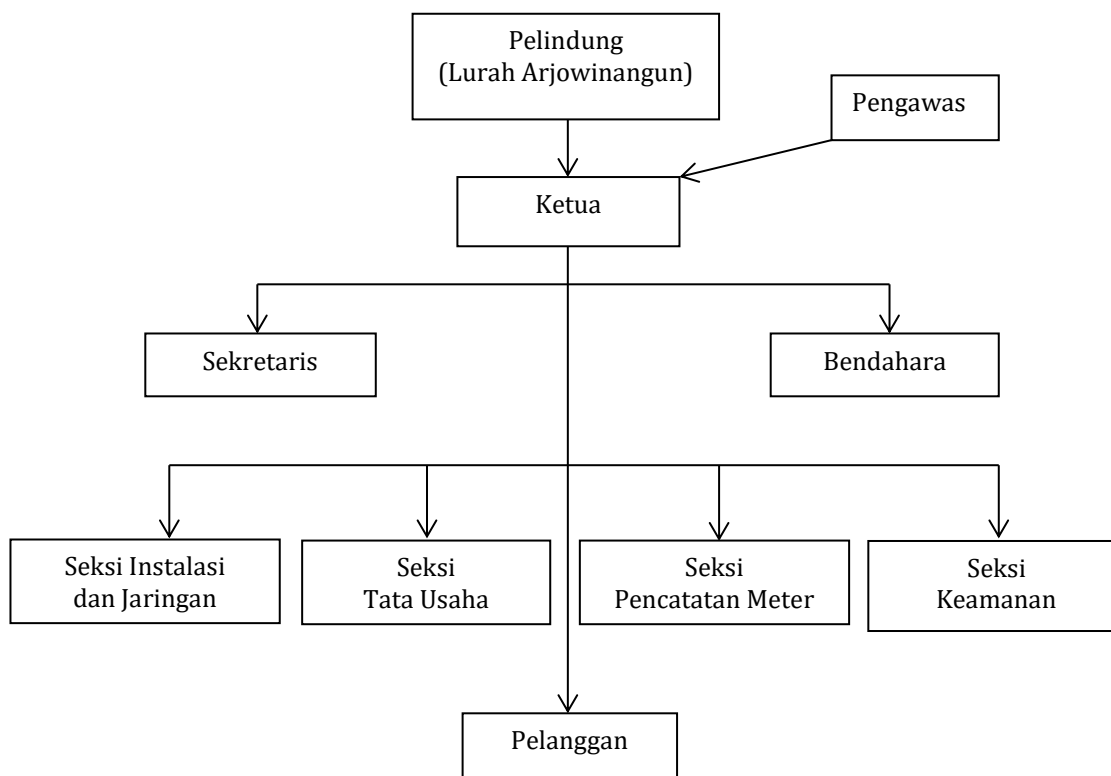 Pelindung
(Lurah Arjowinangun)
Pengawas
Ketua
Sekretaris
Bendahara
Seksi Instalasi
dan Jaringan
Seksi
Tata Usaha
Seksi
Pencatatan Meter
Seksi
Keamanan
Pelanggan